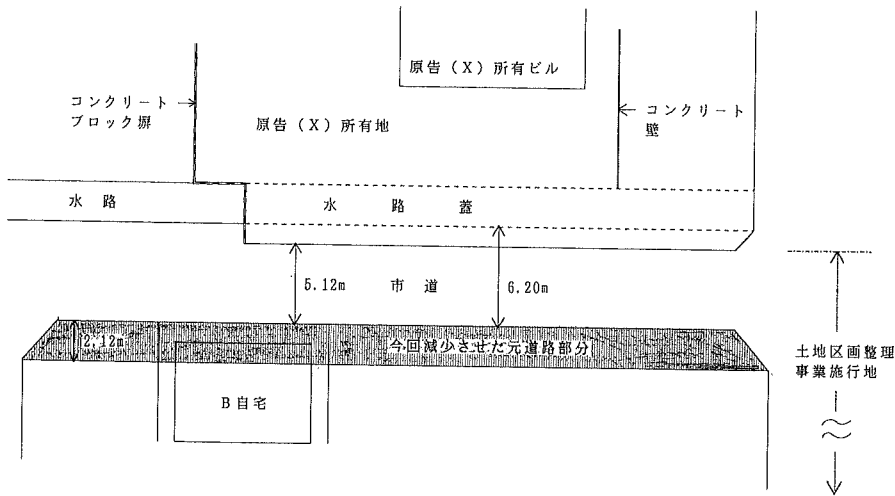 原告(X)所有ビル
コンクリート
ブロック塀
原告(X)所有地
コンクリート
壁
水路
水路蓋
5.12m
市道
6.20m
2.12m
今回減少させた元道路部分
土地区画整理
事業施行地
B自宅